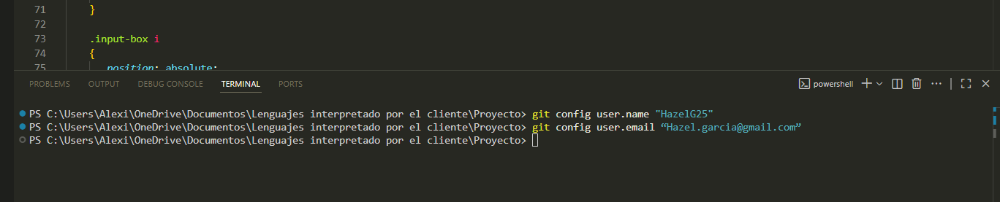 71 }
72
73 .input-box i
74 {
75 position: absolute;
PROBLEMS OUTPUT DEBUG CONSOLE TERMINAL PORTS powershell
PS C:\Users\Alexi\OneDrive\Documentos\Lenguajes interpretado por el cliente\Proyecto> git config user.name "HazelG25"
PS C:\Users\Alexi\OneDrive\Documentos\Lenguajes interpretado por el cliente\Proyecto> git config user.email “Hazel.garcia@gmail.com”
PS C:\Users\Alexi\OneDrive\Documentos\Lenguajes interpretado por el cliente\Proyecto>